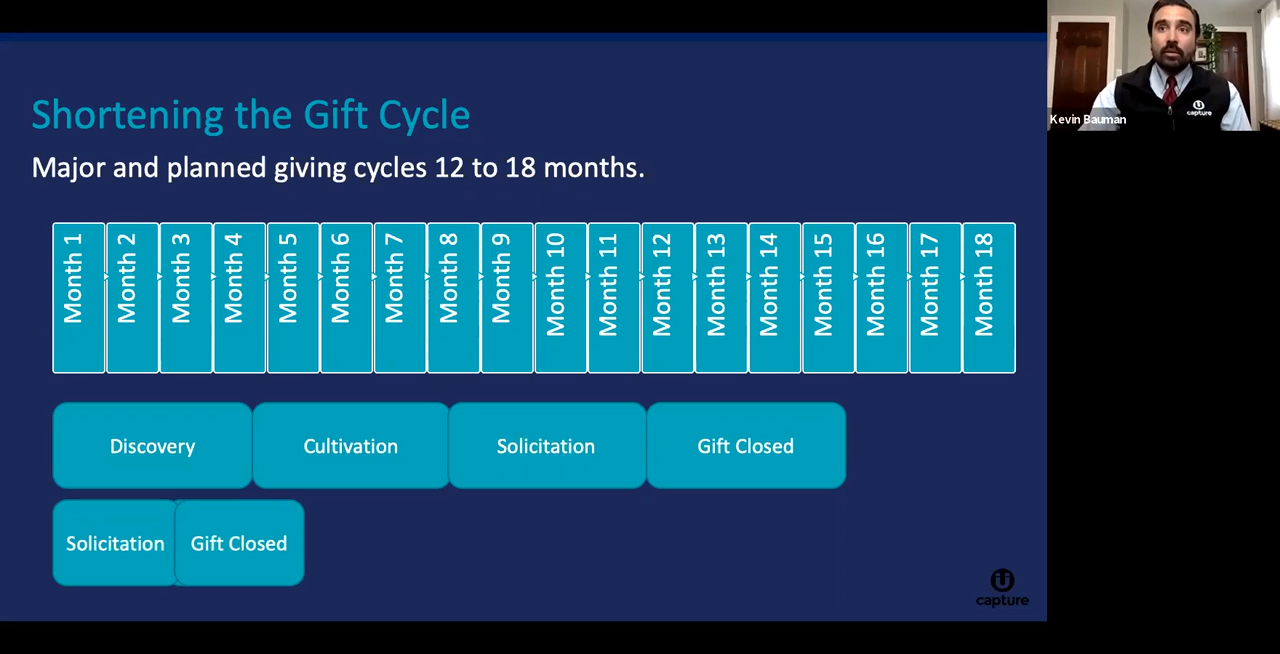 Shortening the Gift Cycle
Major and planned giving cycles 12 to 18 months.
Month 1
Month 2
Month 3
Month 4
Month 5
Month 6
Month 7
Month 8
Month 9
Month 10
Month 11
Month 12
Month 13
Month 14
Month 15
Month 16
Month 17
Month 18
Discovery
Cultivation
Solicitation
Gift Closed
Solicitation
Gift Closed
capture
capture
Kevin Bauman